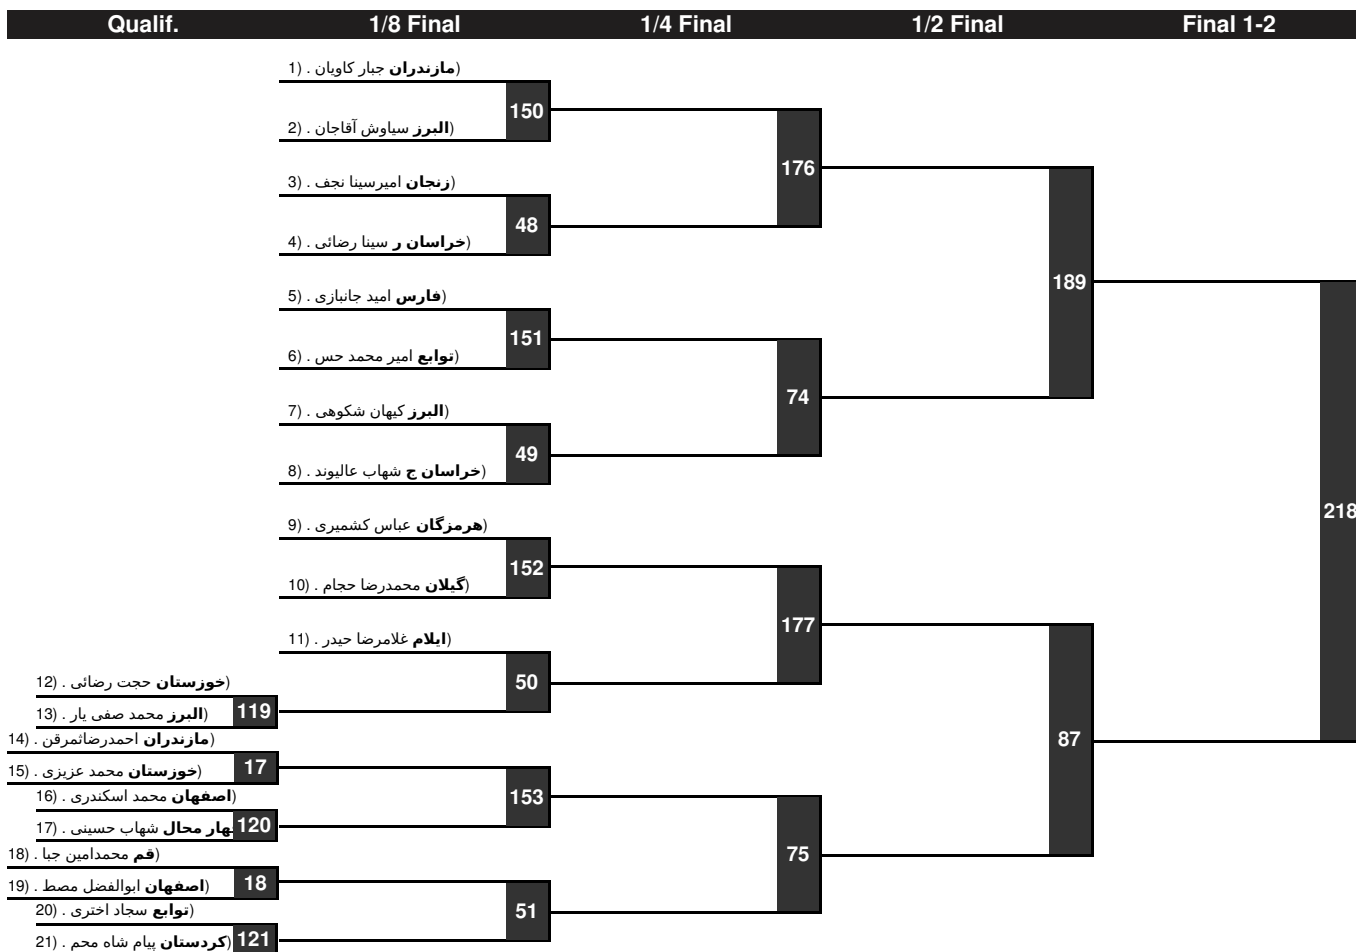 Qualif. 1/8 Final 1/4 Final 1/2 Final Final 1-2
1) . جبار کاویان مازندران)
150
2) . سیاوش آقاجان البرز)
176
3) . امیرسینا نجف زنجان)
48
4) . سینا رضائی خراسان ر)
189
5) . امید جانبازی فارس)
151
6) . امیر محمد حس توابع)
74
7) . کیهان شکوهی البرز)
49
8) . شهاب عالیوند خراسان ج)
218
9) . عباس کشمیری هرمزگان)
152
10) . محمدرضا حجام گیلان)
177
11) . غلامرضا حیدر ایلام)
50
12) . حجت رضائی خوزستان)
119
13) . محمد صفی یار البرز)
87
14) . احمدرضاثمرقن مازندران)
17
15) . محمد عزیزی خوزستان)
153
16) . محمد اسکندری اصفهان)
120
17) . شهاب حسینی هار محال
75
18) . محمدامین جبا قم)
18
19) . ابوالفضل مصط اصفهان)
51
20) . سجاد اختری توابع)
121
21) . پیام شاه محم کردستان)